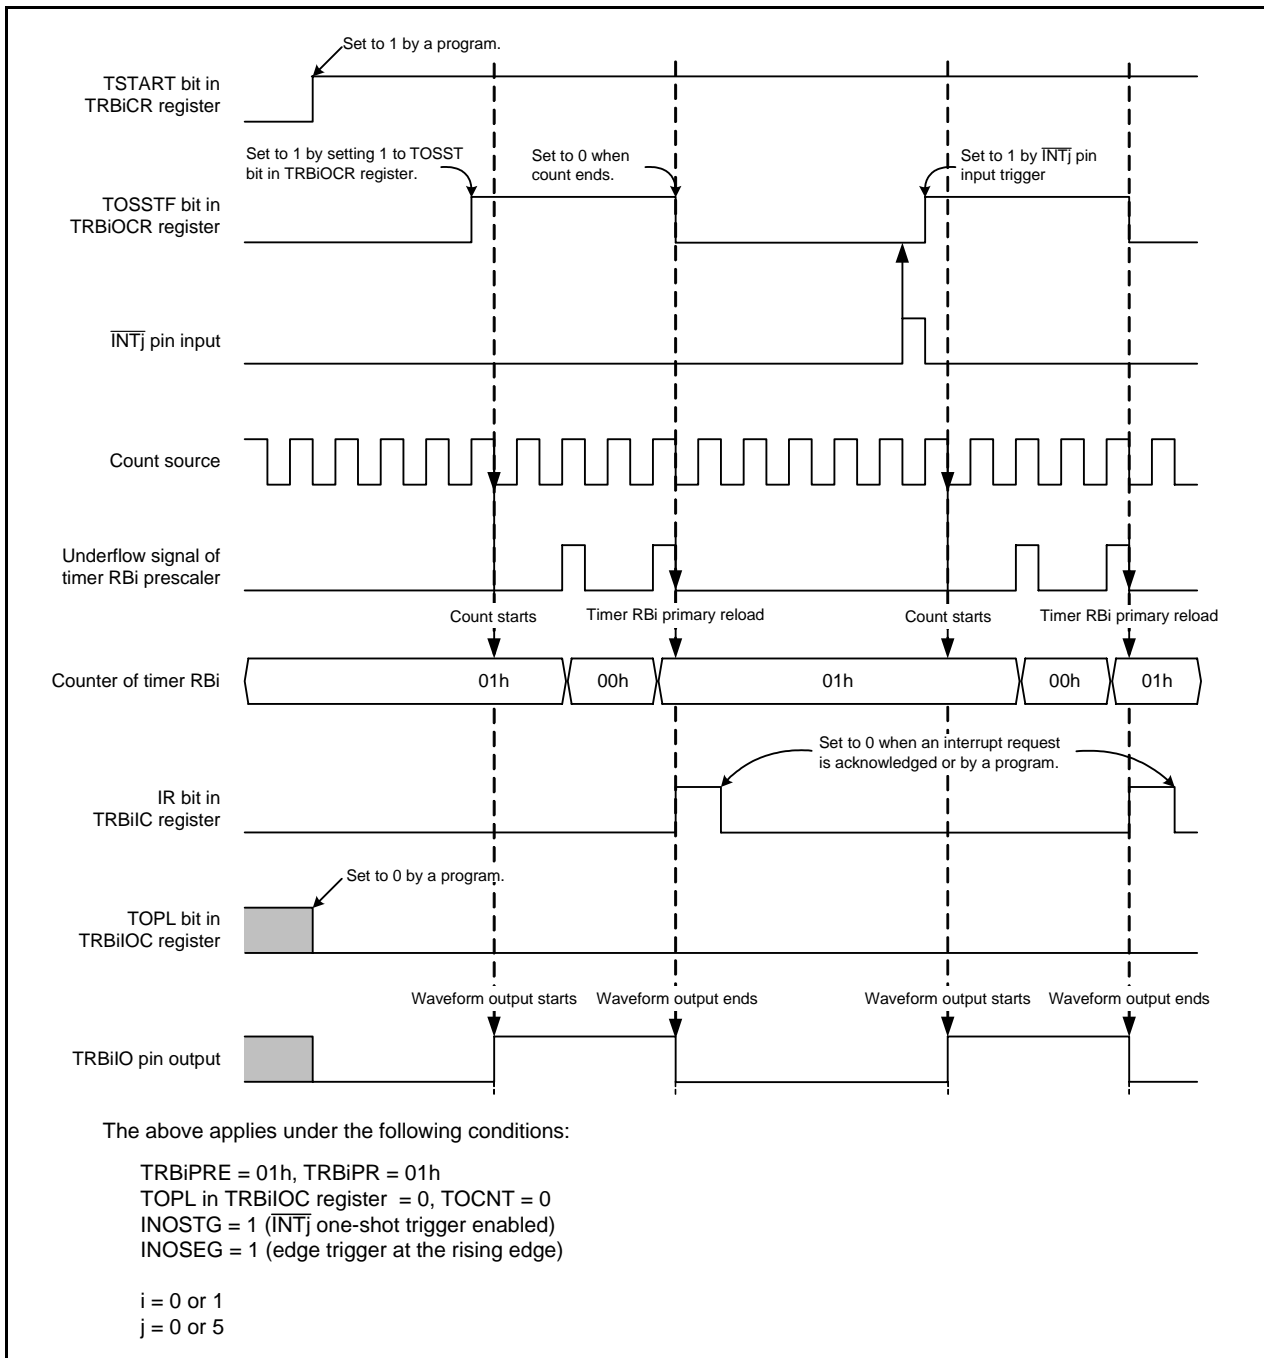 Set to 1 by a program.
TSTART bit in
TRBiCR register
Set to 1 by setting 1 to TOSST
bit in TRBiOCR register.
Set to 0 when
count ends.
Set to 1 by INTj pin
input trigger
TOSSTF bit in
TRBiOCR register
INTj pin input
Count source
Underflow signal of
timer RBi prescaler
Count starts
Timer RBi primary reload
Count starts
Timer RBi primary reload
Counter of timer RBi
01h
00h
01h
00h
01h
Set to 0 when an interrupt request
is acknowledged or by a program.
IR bit in
TRBiIC register
Set to 0 by a program.
TOPL bit in
TRBiIOC register
Waveform output starts
Waveform output ends
Waveform output starts
Waveform output ends
TRBiIO pin output
The above applies under the following conditions:
TRBiPRE = 01h, TRBiPR = 01h
TOPL in TRBiIOC register = 0, TOCNT = 0
INOSTG = 1 (INTj one-shot trigger enabled)
INOSEG = 1 (edge trigger at the rising edge)
i = 0 or 1
j = 0 or 5